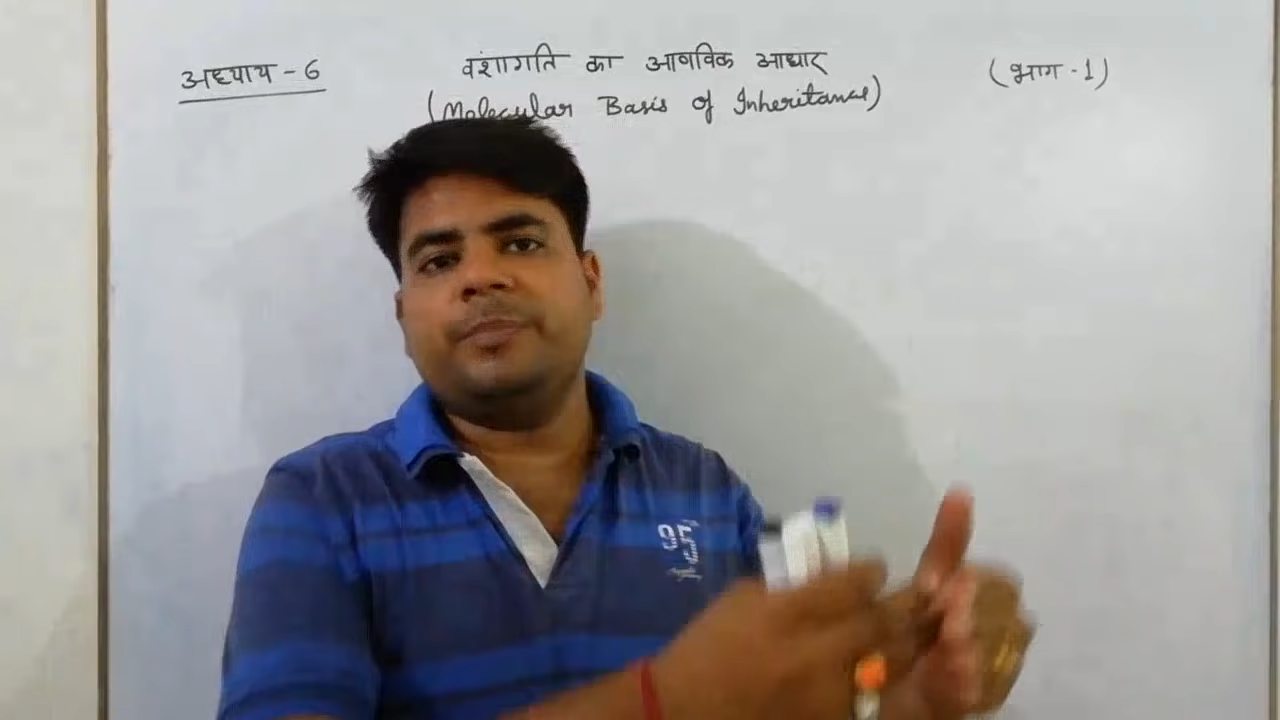 अध्याय - 6
वंशागति का आणविक आधार
(भाग - 1)
(Molecular Basis of Inheritance)
95